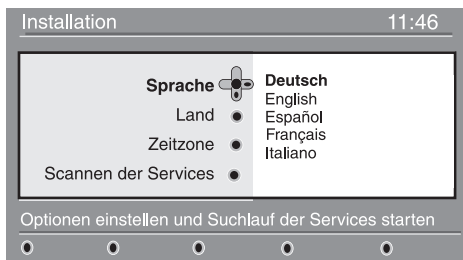 Installation 11:46
Sprache
Land
Zeitzone
Scannen der Services
Deutsch
English
Español
Français
Italiano
Optionen einstellen und Suchlauf der Services starten